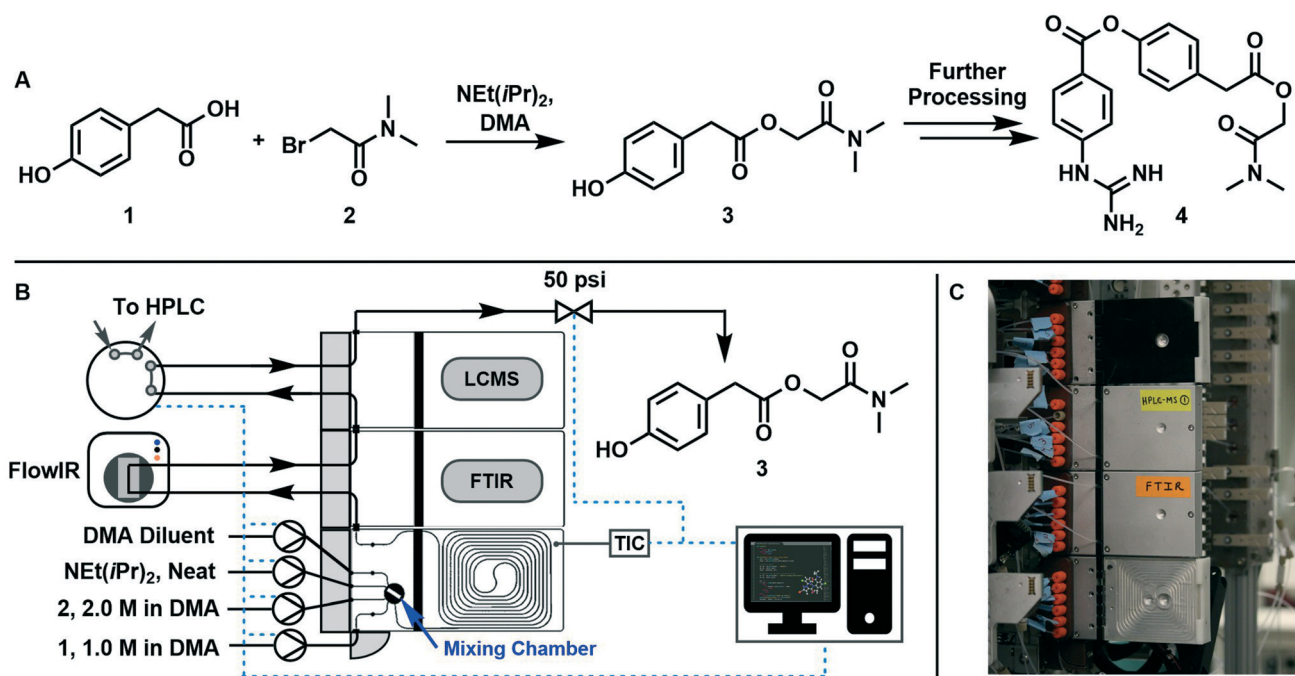 A
OH
O
HO
1
+
Br
N
O
2
NEt(iPr)2,
DMA
HO
O
O
O
N
3
Further
Processing
O
O
O
O
O
N
NH
NH
NH2
4
B
To HPLC
FlowIR
DMA Diluent
NEt(iPr)2, Neat
2, 2.0 M in DMA
1, 1.0 M in DMA
50 psi
LCMS
FTIR
TIC
Mixing Chamber
HO
O
O
O
N
3
C
HPLC-MS ①
FTIR